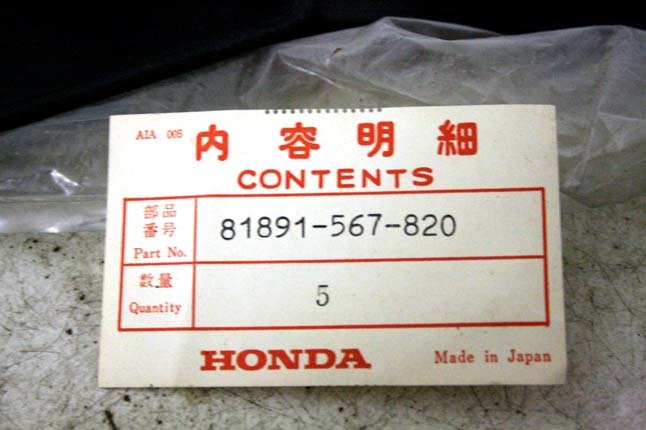 AIA 005
内容明細
CONTENTS
部品
番号
Part No.
81891-567-820
数量
Quantity
5
HONDA
Made in Japan